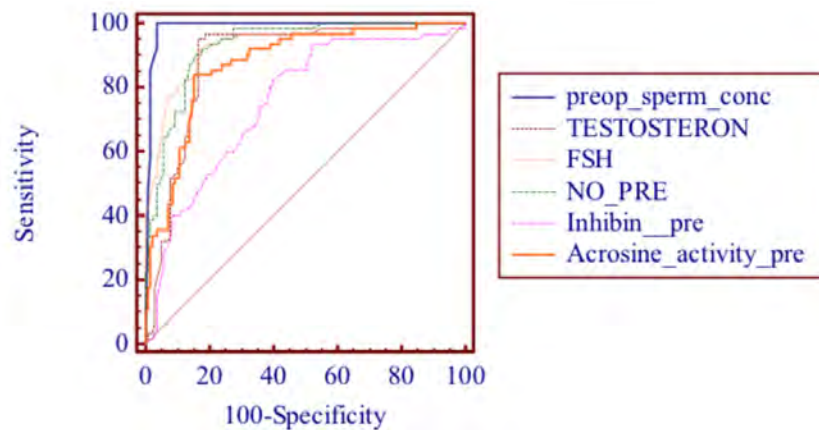 100
80
60
40
20
0
Sensitivity
0 20 40 60 80 100
100-Specificity
preop_sperm_conc
TESTOSTERON
FSH
NO_PRE
Inhibin__pre
Acrosine_activity_pre